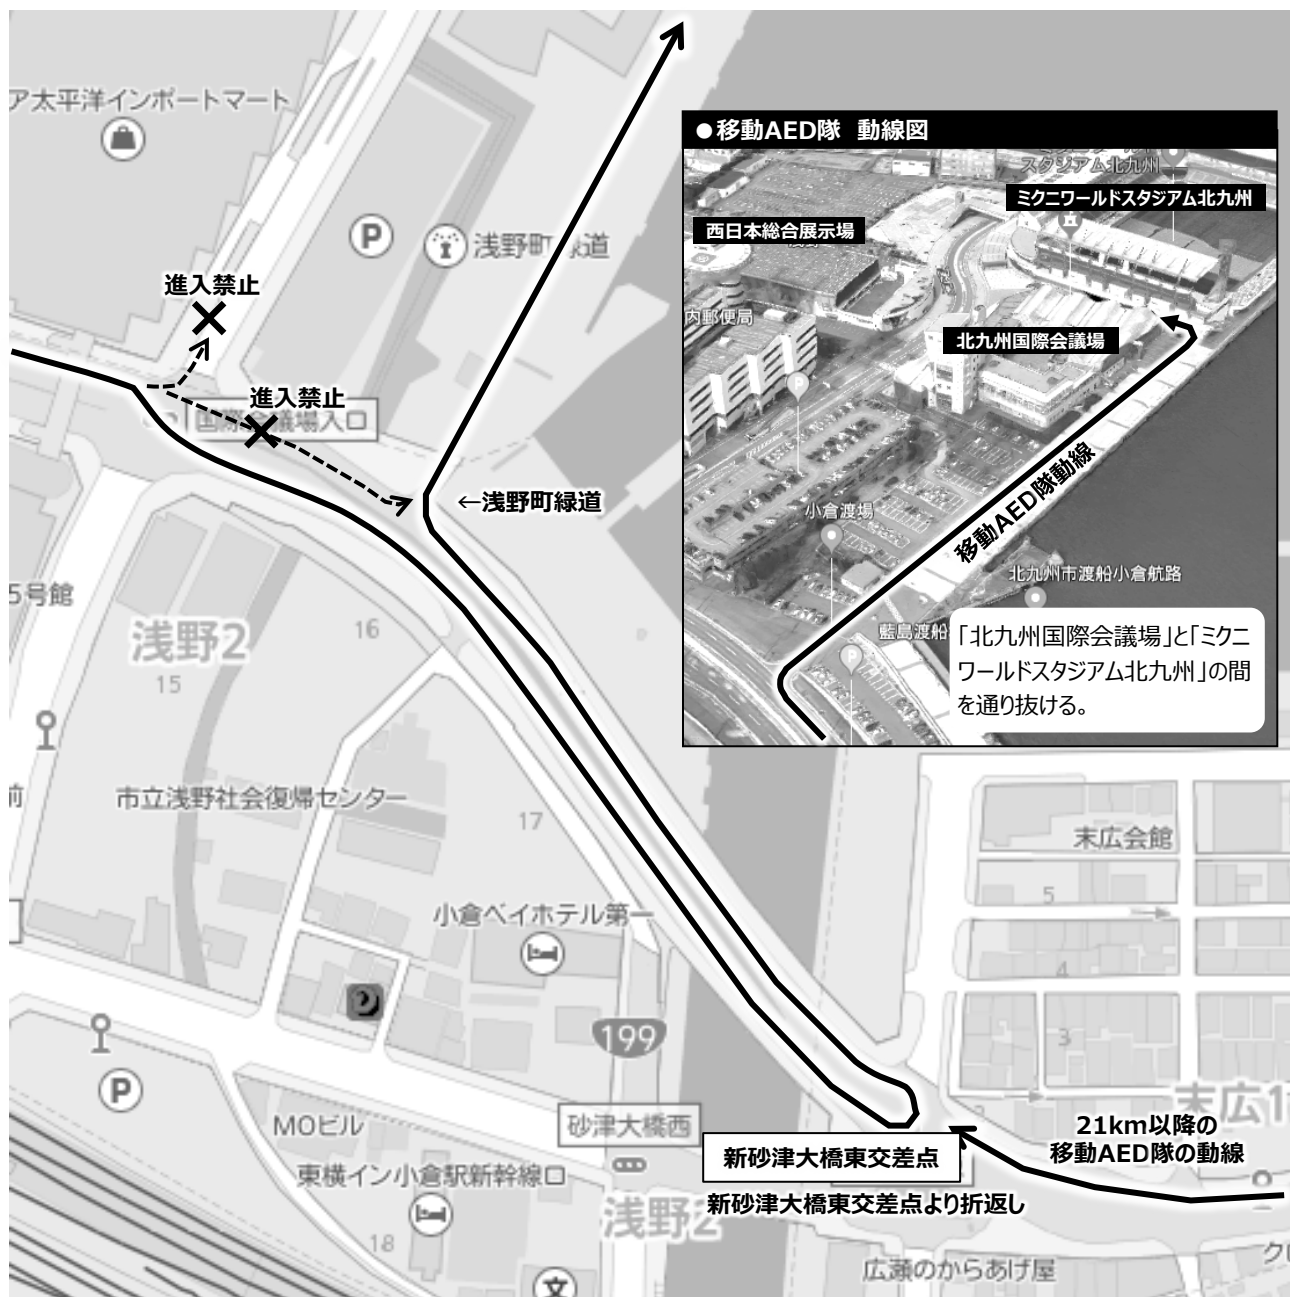 ア太平洋インポートマート
P
浅野町緑道
進入禁止
進入禁止
国際会議場入口
←浅野町緑道
●移動AED隊 動線図
スタジアム北九州
ミクニワールドスタジアム北九州
西日本総合展示場
内郵便局
北九州国際会議場
P
移動AED隊動線
小倉渡場
北九州市渡船小倉航路
藍島渡船
P
「北九州国際会議場」と「ミクニ
ワールドスタジアム北九州」の間
を通り抜ける。
5号館
浅野2
16
15
前
市立浅野社会復帰センター
17
末広会館
5
小倉ベイホテル第一
4
199
3
P
MOビル
砂津大橋西
末広1
21km以降の
移動AED隊の動線
新砂津大橋東交差点
新砂津大橋東交差点より折返し
東横イン小倉駅新幹線口
浅野2
18
文
広瀬のからあげ屋